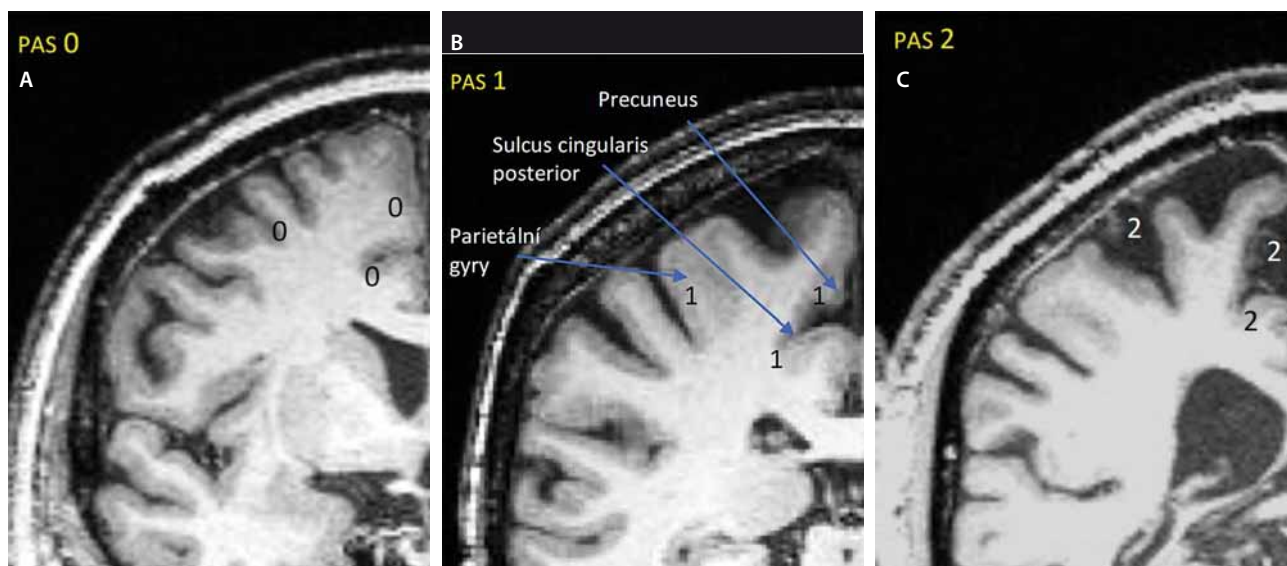 PAS 0
A
0
0
0
B
PAS 1
Precuneus
Sulcus cingularis
posterior
Parietální
gyry
1
1
1
PAS 2
C
2
2
2